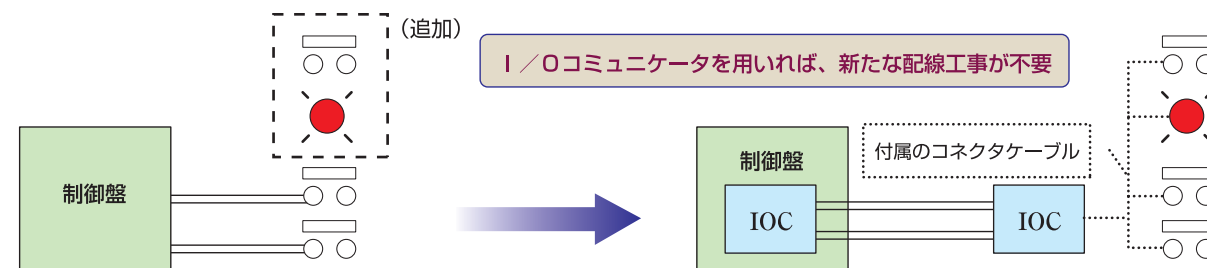 （追加）
Ｉ／Ｏコミュニケータを用いれば、新たな配線工事が不要
制御盤
制御盤
付属のコネクタケーブル
IOC
IOC